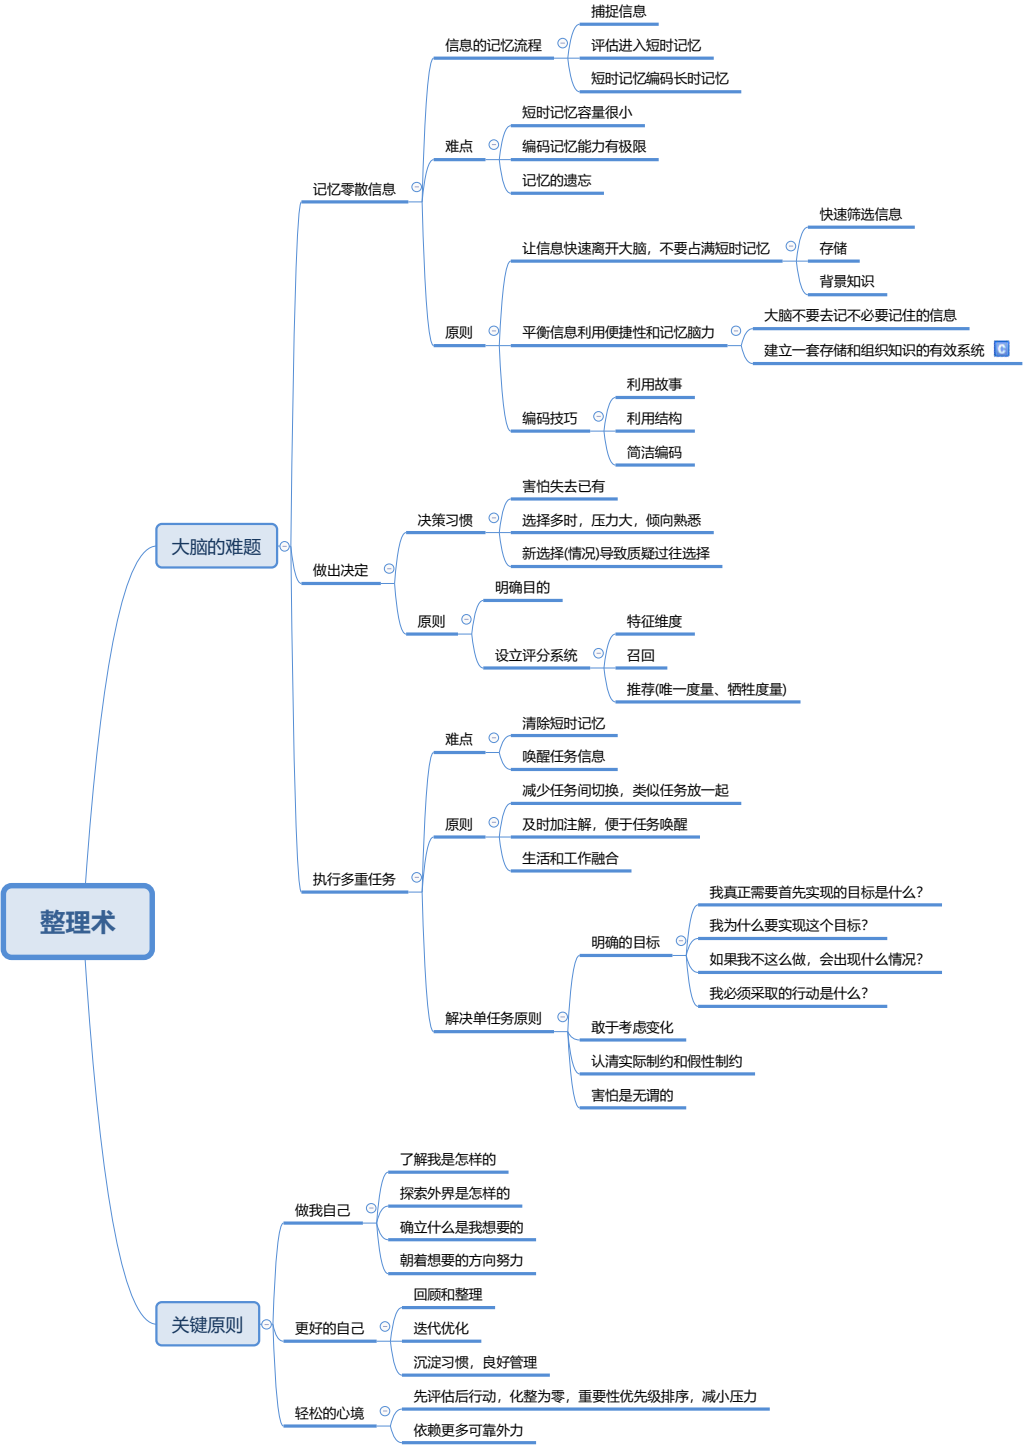 捕捉信息
信息的记忆流程
评估进入短时记忆
短时记忆编码长时记忆
短时记忆容量很小
难点
编码记忆能力有极限
记忆的遗忘
记忆零散信息
快速筛选信息
让信息快速离开大脑，不要占满短时记忆
存储
背景知识
大脑不要去记不必要记住的信息
原则
平衡信息利用便捷性和记忆脑力
建立一套存储和组织知识的有效系统 C
利用故事
编码技巧
利用结构
简洁编码
害怕失去已有
决策习惯
选择多时，压力大，倾向熟悉
大脑的难题
新选择(情况)导致质疑过往选择
做出决定
明确目的
原则
特征维度
设立评分系统
召回
推荐(唯一度量、牺牲度量)
清除短时记忆
难点
唤醒任务信息
减少任务间切换，类似任务放一起
原则
及时加注解，便于任务唤醒
生活和工作融合
执行多重任务
我真正需要首先实现的目标是什么？
整理术
我为什么要实现这个目标？
明确的目标
如果我不这么做，会出现什么情况？
我必须采取的行动是什么？
解决单任务原则
敢于考虑变化
认清实际制约和假性制约
害怕是无谓的
了解我是怎样的
探索外界是怎样的
做我自己
确立什么是我想要的
朝着想要的方向努力
回顾和整理
关键原则
更好的自己
迭代优化
沉淀习惯，良好管理
先评估后行动，化整为零，重要性优先级排序，减小压力
轻松的心境
依赖更多可靠外力